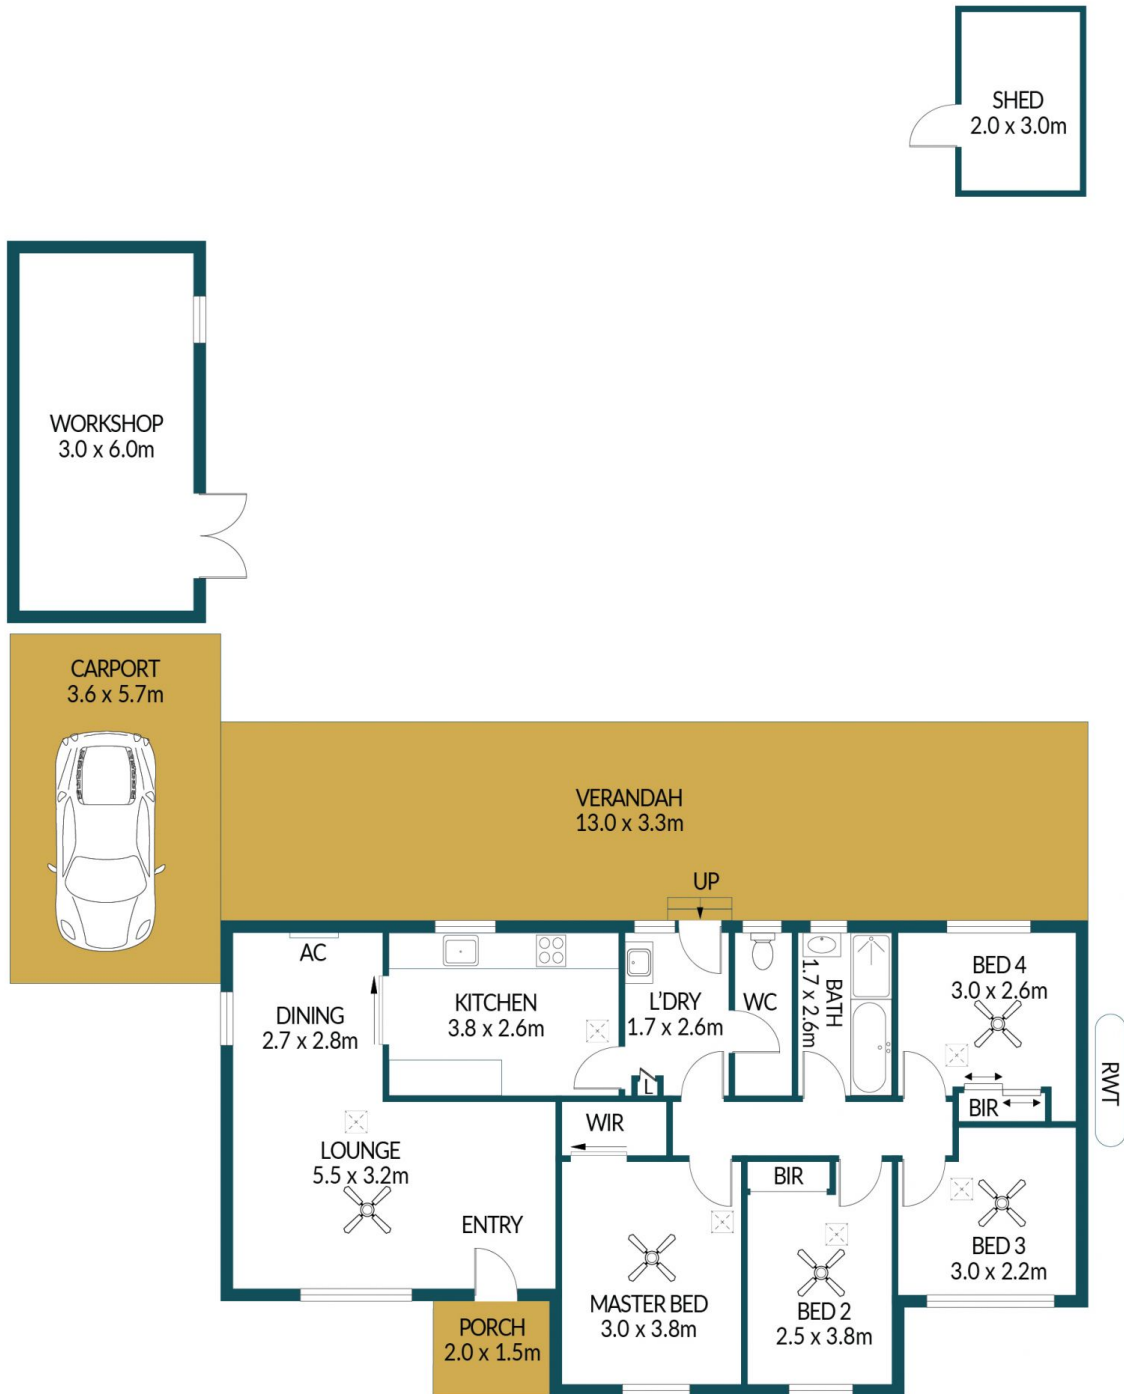 SHED
2.0 x 3.0m
WORKSHOP
3.0 x 6.0m
CARPORT
3.6 x 5.7m
VERANDAH
13.0 x 3.3m
UP
AC
DINING
2.7 x 2.8m
KITCHEN
3.8 x 2.6m
L'DRY
1.7 x 2.6m
L
WC
BATH
1.7 x 2.6m
BED 4
3.0 x 2.6m
BIR
RWT
WIR
LOUNGE
5.5 x 3.2m
ENTRY
BIR
MASTER BED
3.0 x 3.8m
BED 2
2.5 x 3.8m
BED 3
3.0 x 2.2m
PORCH
2.0 x 1.5m